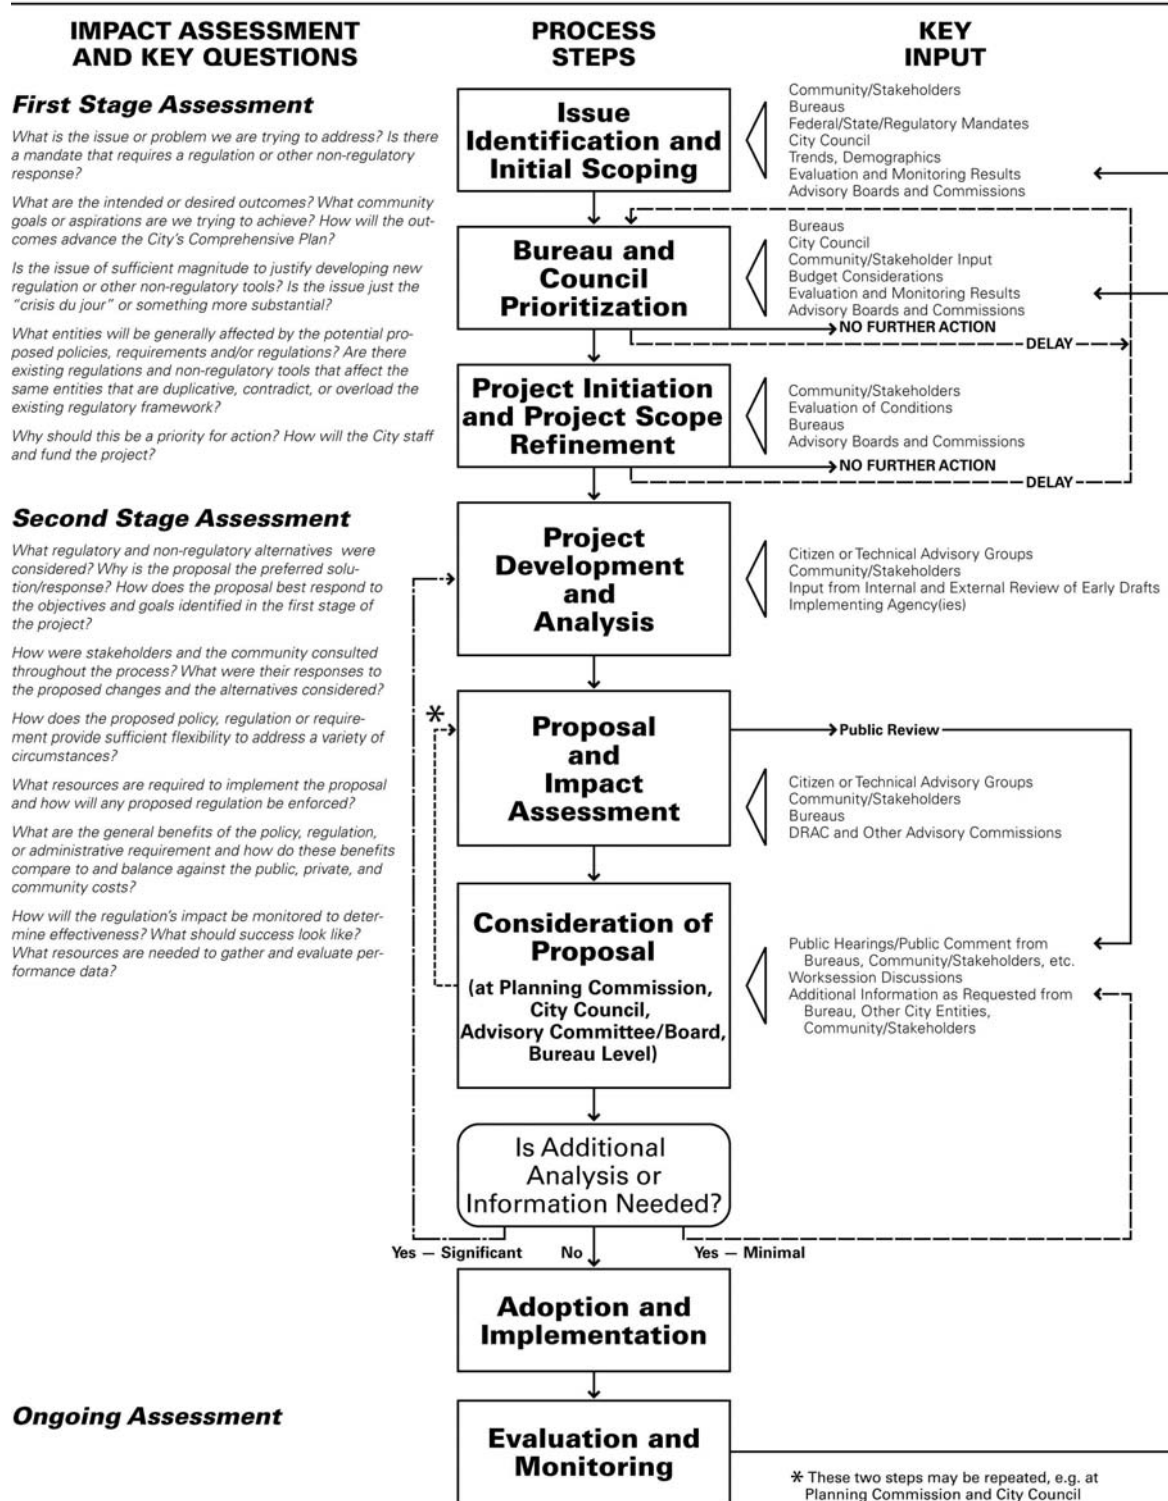 IMPACT ASSESSMENT
AND KEY QUESTIONS
PROCESS
STEPS
KEY
INPUT
First Stage Assessment
What is the issue or problem we are trying to address? Is there
a mandate that requires a regulation or other non-regulatory
response?
What are the intended or desired outcomes? What community
goals or aspirations are we trying to achieve? How will the out-
comes advance the City's Comprehensive Plan?
Is the issue of sufficient magnitude to justify developing new
regulation or other non-regulatory tools? Is the issue just the
“crisis du jour” or something more substantial?
What entities will be generally affected by the potential pro-
posed policies, requirements and/or regulations? Are there
existing regulations and non-regulatory tools that affect the
same entities that are duplicative, contradict, or overload the
existing regulatory framework?
Why should this be a priority for action? How will the City staff
and fund the project?
Issue
Identification and
Initial Scoping
Community/Stakeholders
Bureaus
Federal/State/Regulatory Mandates
City Council
Trends, Demographics
Evaluation and Monitoring Results
Advisory Boards and Commissions
Bureau and
Council
Prioritization
Bureaus
City Council
Community/Stakeholder Input
Budget Considerations
Evaluation and Monitoring Results
Advisory Boards and Commissions
NO FURTHER ACTION
DELAY
Project Initiation
and Project Scope
Refinement
Community/Stakeholders
Evaluation of Conditions
Bureaus
Advisory Boards and Commissions
NO FURTHER ACTION
DELAY
Second Stage Assessment
What regulatory and non-regulatory alternatives were
considered? Why is the proposal the preferred solu-
tion/response? How does the proposal best respond to
the objectives and goals identified in the first stage of
the project?
How were stakeholders and the community consulted
throughout the process? What were their responses to
the proposed changes and the alternatives considered?
How does the proposed policy, regulation or require-
ment provide sufficient flexibility to address a variety of
circumstances?
What resources are required to implement the proposal
and how will any proposed regulation be enforced?
What are the general benefits of the policy, regulation,
or administrative requirement and how do these benefits
compare to and balance against the public, private, and
community costs?
How will the regulation's impact be monitored to deter-
mine effectiveness? What should success look like?
What resources are needed to gather and evaluate per-
formance data?
Project
Development
and
Analysis
Citizen or Technical Advisory Groups
Community/Stakeholders
Input from Internal and External Review of Early Drafts
Implementing Agency(ies)
*
Proposal
and
Impact
Assessment
Public Review
Citizen or Technical Advisory Groups
Community/Stakeholders
Bureaus
DRAC and Other Advisory Commissions
Consideration of
Proposal
(at Planning Commission,
City Council,
Advisory Committee/Board,
Bureau Level)
Public Hearings/Public Comment from
Bureaus, Community/Stakeholders, etc.
Worksession Discussions
Additional Information as Requested from
Bureau, Other City Entities,
Community/Stakeholders
Is Additional
Analysis or
Information Needed?
Yes — Significant
No
Yes — Minimal
Adoption and
Implementation
Ongoing Assessment
Evaluation and
Monitoring
* These two steps may be repeated, e.g. at
Planning Commission and City Council